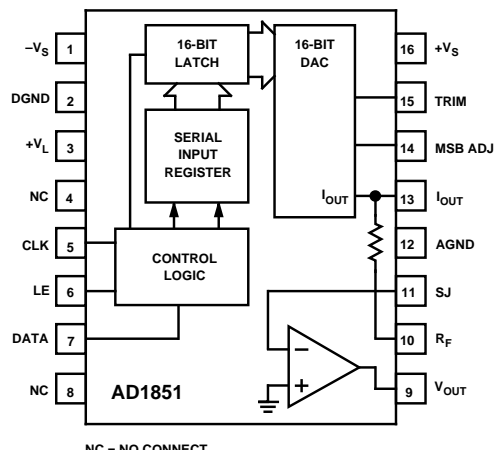 –VS 1
DGND 2
+VL 3
NC 4
CLK 5
LE 6
DATA 7
NC 8
16-BIT
LATCH
16-BIT
DAC
SERIAL
INPUT
REGISTER
CONTROL
LOGIC
IOUT
–
+
AD1851
16 +VS
15 TRIM
14 MSB ADJ
13 IOUT
12 AGND
11 SJ
10 RF
9 VOUT
NC = NO CONNECT